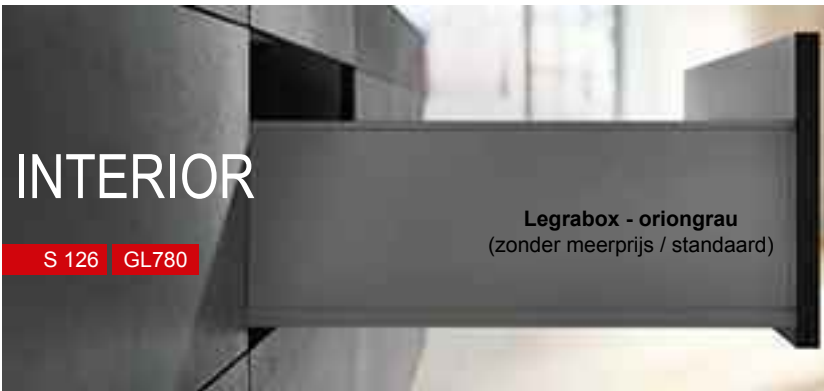 INTERIOR
Legrabox - oriongrau
(zonder meerprijs / standaard)
S 126 GL780